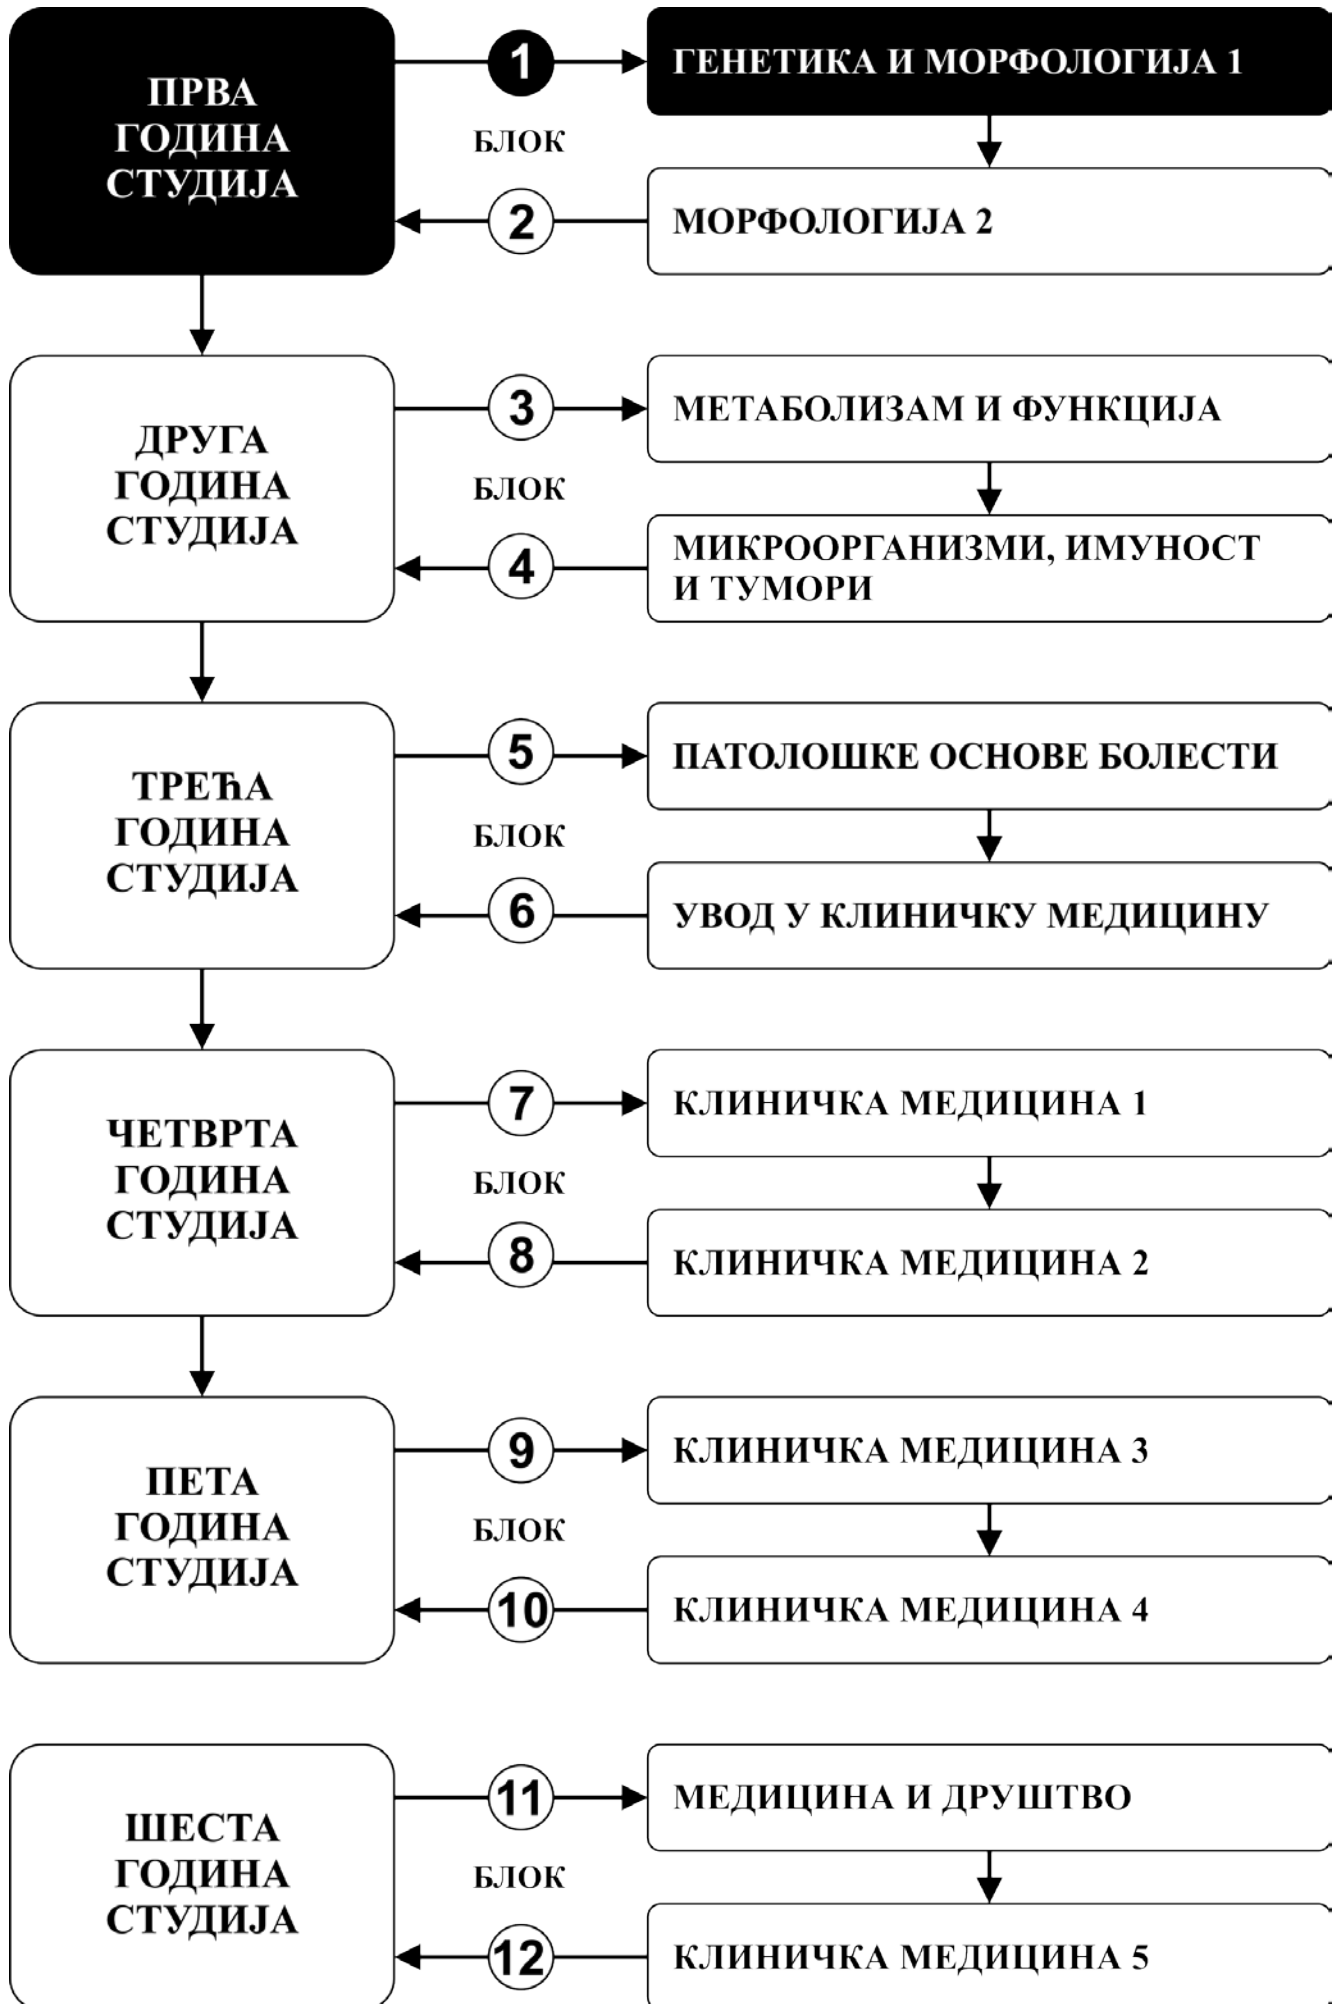 ПРВА
ГОДИНА
СТУДИЈА
1
БЛОК
2
ГЕНЕТИКА И МОРФОЛОГИЈА 1
МОРФОЛОГИЈА 2
ДРУГА
ГОДИНА
СТУДИЈА
3
БЛОК
4
МЕТАБОЛИЗАМ И ФУНКЦИЈА
МИКРООРГАНИЗМИ, ИМУНОСТ
И ТУМОРИ
ТРЕЋА
ГОДИНА
СТУДИЈА
5
БЛОК
6
ПАТОЛОШКЕ ОСНОВЕ БОЛЕСТИ
УВОД У КЛИНИЧКУ МЕДИЦИНУ
ЧЕТВРТА
ГОДИНА
СТУДИЈА
7
БЛОК
8
КЛИНИЧКА МЕДИЦИНА 1
КЛИНИЧКА МЕДИЦИНА 2
ПЕТА
ГОДИНА
СТУДИЈА
9
БЛОК
10
КЛИНИЧКА МЕДИЦИНА 3
КЛИНИЧКА МЕДИЦИНА 4
ШЕСТА
ГОДИНА
СТУДИЈА
11
БЛОК
12
МЕДИЦИНА И ДРУШТВО
КЛИНИЧКА МЕДИЦИНА 5